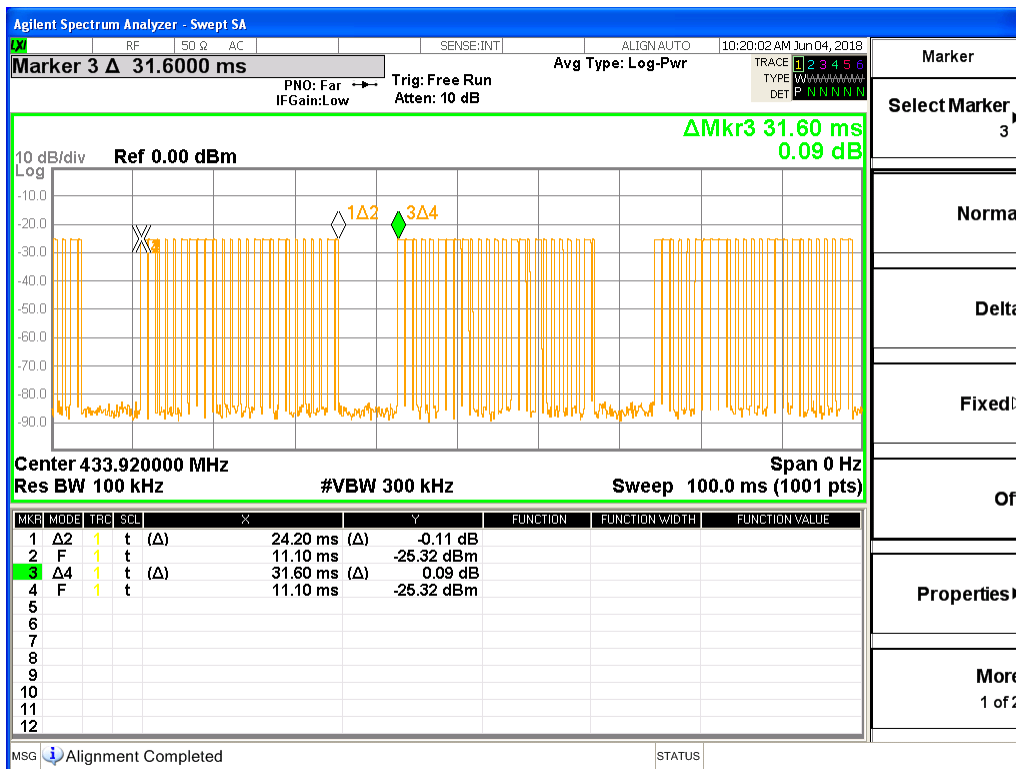 Agilent Spectrum Analyzer - Swept SA
LXI RF 50 Ω AC SENSE:INT ALIGN AUTO 10:20:02 AM Jun 04, 2018
Marker 3 Δ 31.6000 ms
PNO: Far
IFGain:Low
Trig: Free Run
Atten: 10 dB
Avg Type: Log-Pwr
TRACE 1 2 3 4 5 6
TYPE WWWWWW
DET P N N N N N
ΔMkr3 31.60 ms
0.09 dB
10 dB/div Ref 0.00 dBm
Log
-10.0
-20.0
-30.0
-40.0
-50.0
-60.0
-70.0
-80.0
-90.0
1Δ2 3Δ4
Center 433.920000 MHz Span 0 Hz
Res BW 100 kHz #VBW 300 kHz Sweep 100.0 ms (1001 pts)
MKR MODE TRC SCL X Y FUNCTION FUNCTION WIDTH FUNCTION VALUE
1 Δ2 1 t (Δ) 24.20 ms (Δ) -0.11 dB
2 F 1 t 11.10 ms -25.32 dBm
3 Δ4 1 t (Δ) 31.60 ms (Δ) 0.09 dB
4 F 1 t 11.10 ms -25.32 dBm
5
6
7
8
9
10
11
12
MSG Alignment Completed STATUS
Marker
Select Marker
3
Norma
Delta
Fixed
Of
Properties
More
1 of 2